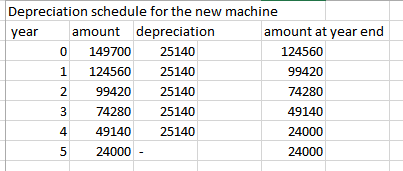 Depreciation schedule for the new machine
year amount depreciation amount at year end
0 149700 25140 124560
1 124560 25140 99420
2 99420 25140 74280
3 74280 25140 49140
4 49140 25140 24000
5 24000 - 24000